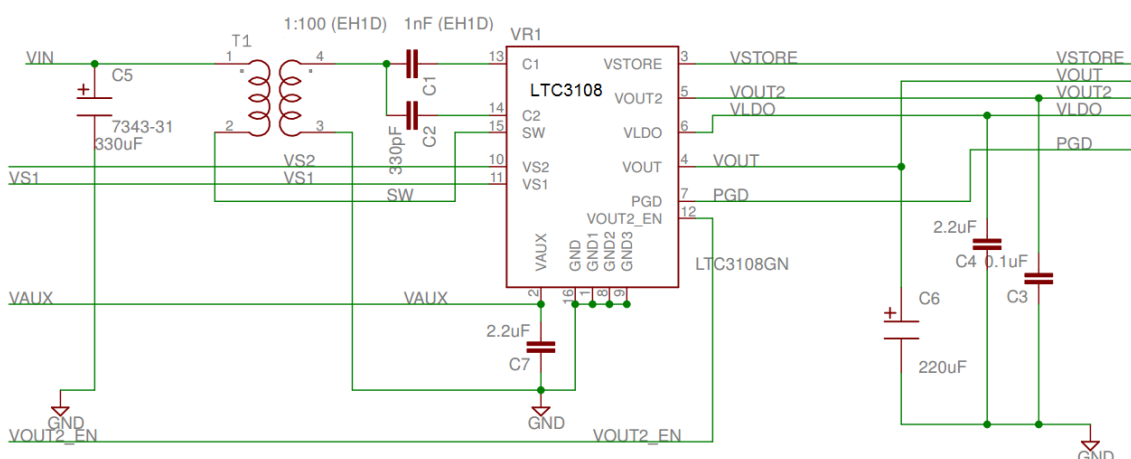 1:100 (EH1D) 1nF (EH1D) VR1
T1
VIN 1 4 13 C1 VSTORE 3 VSTORE VSTORE
C5 C1 LTC3108 VOUT
+ VOUT2 5 VOUT2 VOUT2
14 C2 VLDO
7343-31 2 3 C2 15 SW VLDO 6
330uF 330pF PGD
VS2 10 VS2 VOUT 4 VOUT
VS1 VS1 11 VS1
SW PGD 7 PGD
VOUT2_EN 12
VAUX GND GND1 GND2 GND3 2.2uF
LTC3108GN C4 0.1uF
VAUX VAUX 2 16 1 8 9 C3
C6
+
2.2uF
C7 220uF
GND GND
VOUT2_EN VOUT2_EN
GND